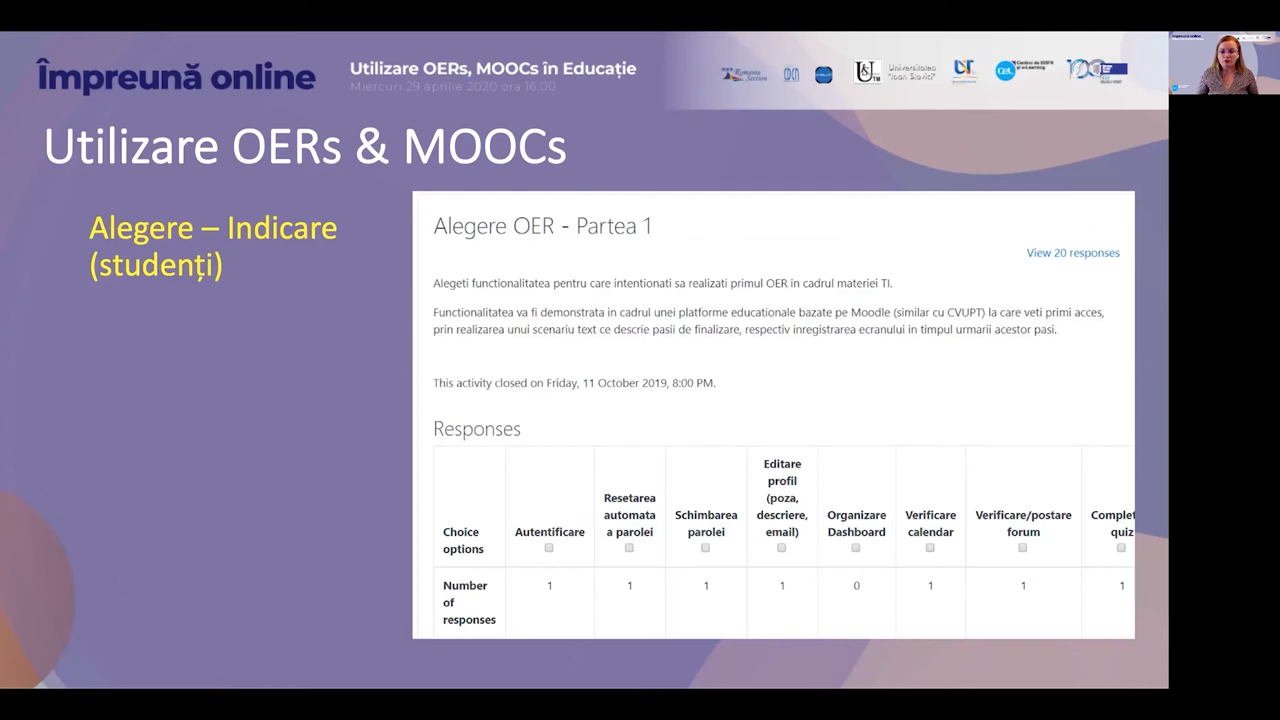 Împreună online
Utilizare OERs, MOOCs în Educație
Miercuri 29 aprilie 2020 ora 16:00
Universitatea
"Ioan Slavici"
Utilizare OERs & MOOCs
Alegere – Indicare
(studenți)
Alegere OER - Partea 1
View 20 responses
Alegeti functionalitatea pentru care intentionati sa realizati primul OER in cadrul materiei TI.
Functionalitatea va fi demonstrata in cadrul unei platforme educationale bazate pe Moodle (similar cu CVUPT) la care veti primi acces,
prin realizarea unui scenariu text ce descrie pasii de finalizare, respectiv inregistrarea ecranului in timpul urmarii acestor pasi.
This activity closed on Friday, 11 October 2019, 8:00 PM.
Responses
Choice
options
Autentificare
Resetarea
automata
a parolei
Schimbarea
parolei
Editare
profil
(poza,
descriere,
email)
Organizare
Dashboard
Verificare
calendar
Verificare/postare
forum
Complet
quiz
Number
of
responses
1 1 1 1 0 1 1 1